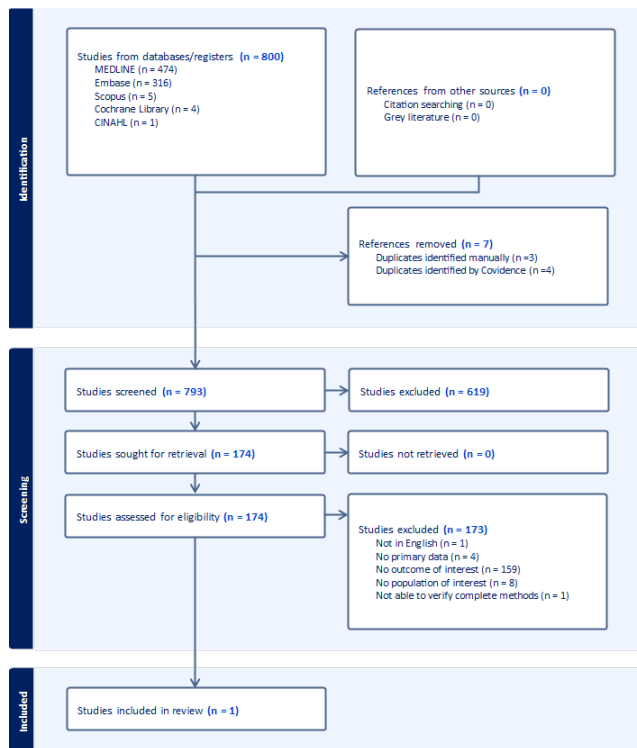 Identification
Studies from databases/registers (n = 800)
MEDLINE (n = 474)
Embase (n = 316)
Scopus (n = 5)
Cochrane Library (n = 4)
CINAHL (n = 1)
References from other sources (n = 0)
Citation searching (n = 0)
Grey literature (n = 0)
References removed (n = 7)
Duplicates identified manually (n =3)
Duplicates identified by Covidence (n =4)
Screening
Studies screened (n = 793)
Studies excluded (n = 619)
Studies sought for retrieval (n = 174)
Studies not retrieved (n = 0)
Studies assessed for eligibility (n = 174)
Studies excluded (n = 173)
Not in English (n = 1)
No primary data (n = 4)
No outcome of interest (n = 159)
No population of interest (n = 8)
Not able to verify complete methods (n = 1)
Included
Studies included in review (n = 1)